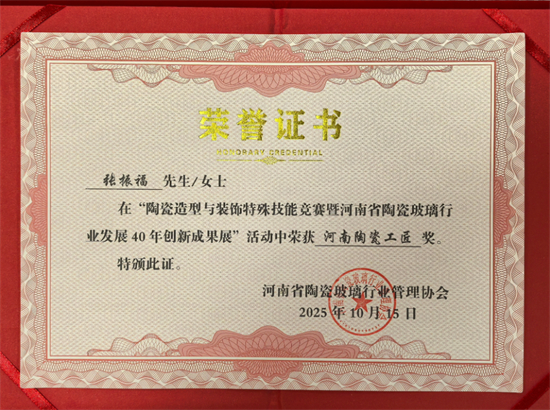 荣誉证书
HONORARY CREDENTIAL
张振福 先生/女士
在“陶瓷造型与装饰特殊技能竞赛暨河南省陶瓷玻璃行
业发展40年创新成果展”活动中荣获 河南陶瓷工匠 奖。
特颁此证。
河南省陶瓷玻璃行业管理协会
2025年10月15日